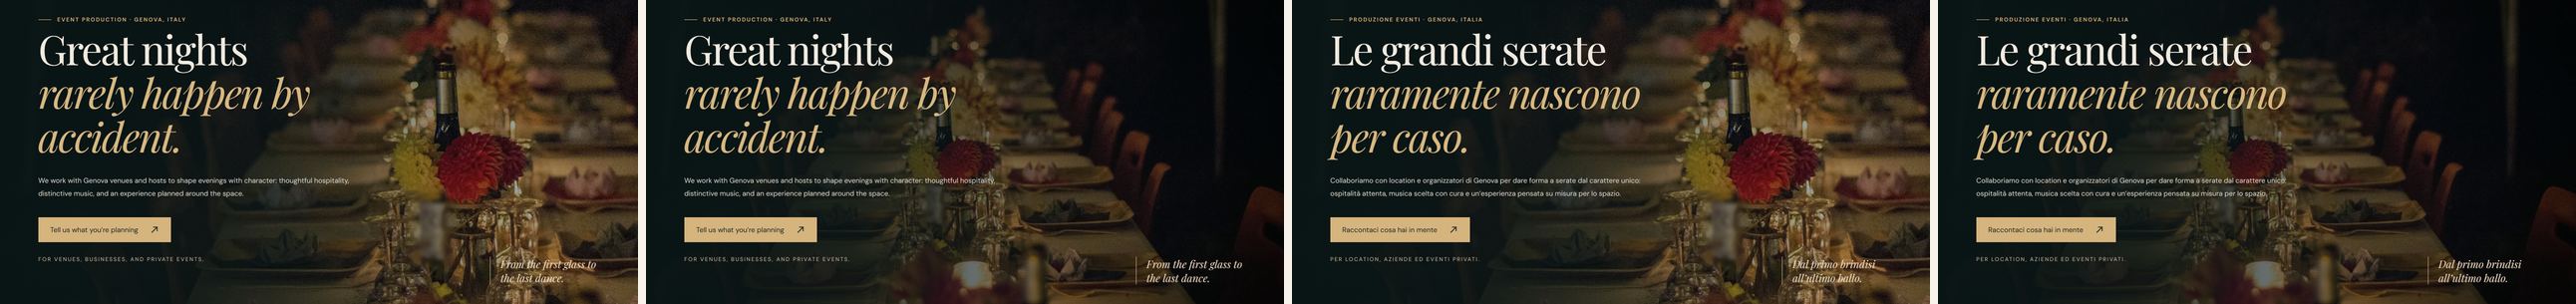 EVENT PRODUCTION · GENOVA, ITALY
Great nights
rarely happen by
accident.
We work with Genova venues and hosts to shape evenings with character: thoughtful hospitality,
distinctive music, and an experience planned around the space.
Tell us what you're planning
FOR VENUES, BUSINESSES, AND PRIVATE EVENTS.
From the first glass to
the last dance.
EVENT PRODUCTION · GENOVA, ITALY
Great nights
rarely happen by
accident.
We work with Genova venues and hosts to shape evenings with character: thoughtful hospitality,
distinctive music, and an experience planned around the space.
Tell us what you're planning
FOR VENUES, BUSINESSES, AND PRIVATE EVENTS.
From the first glass to
the last dance.
PRODUZIONE EVENTI · GENOVA, ITALIA
Le grandi serate
raramente nascono
per caso.
Collaboriamo con location e organizzatori di Genova per dare forma a serate dal carattere unico:
ospitalità attenta, musica scelta con cura e un'esperienza pensata su misura per lo spazio.
Raccontaci cosa hai in mente
PER LOCATION, AZIENDE ED EVENTI PRIVATI.
Dal primo brindisi
all'ultimo ballo.
PRODUZIONE EVENTI · GENOVA, ITALIA
Le grandi serate
raramente nascono
per caso.
Collaboriamo con location e organizzatori di Genova per dare forma a serate dal carattere unico:
ospitalità attenta, musica scelta con cura e un'esperienza pensata su misura per lo spazio.
Raccontaci cosa hai in mente
PER LOCATION, AZIENDE ED EVENTI PRIVATI.
Dal primo brindisi
all'ultimo ballo.